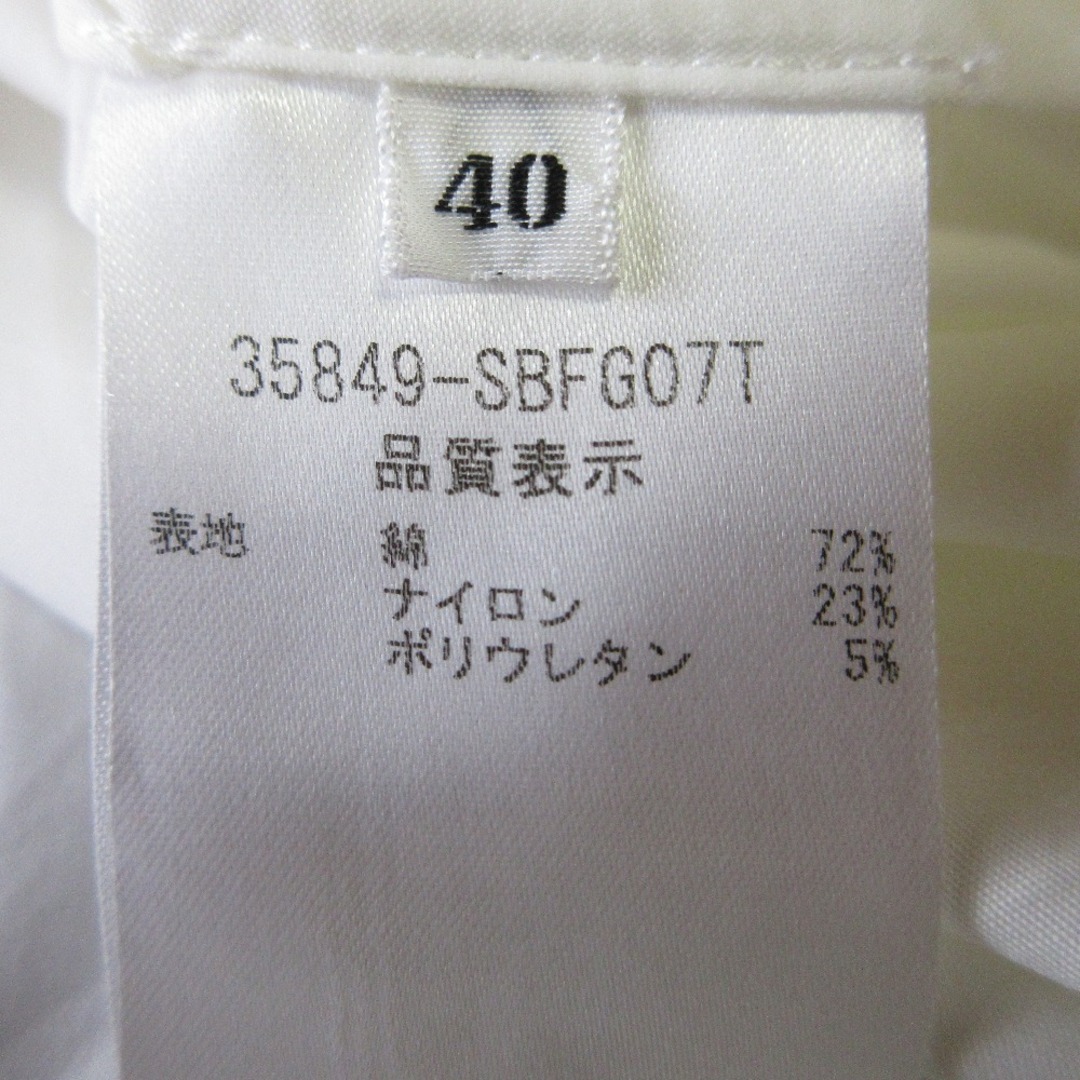 40
35849-SBFG07T
品質表示
表地 綿 72%
ナイロン 23%
ポリウレタン 5%